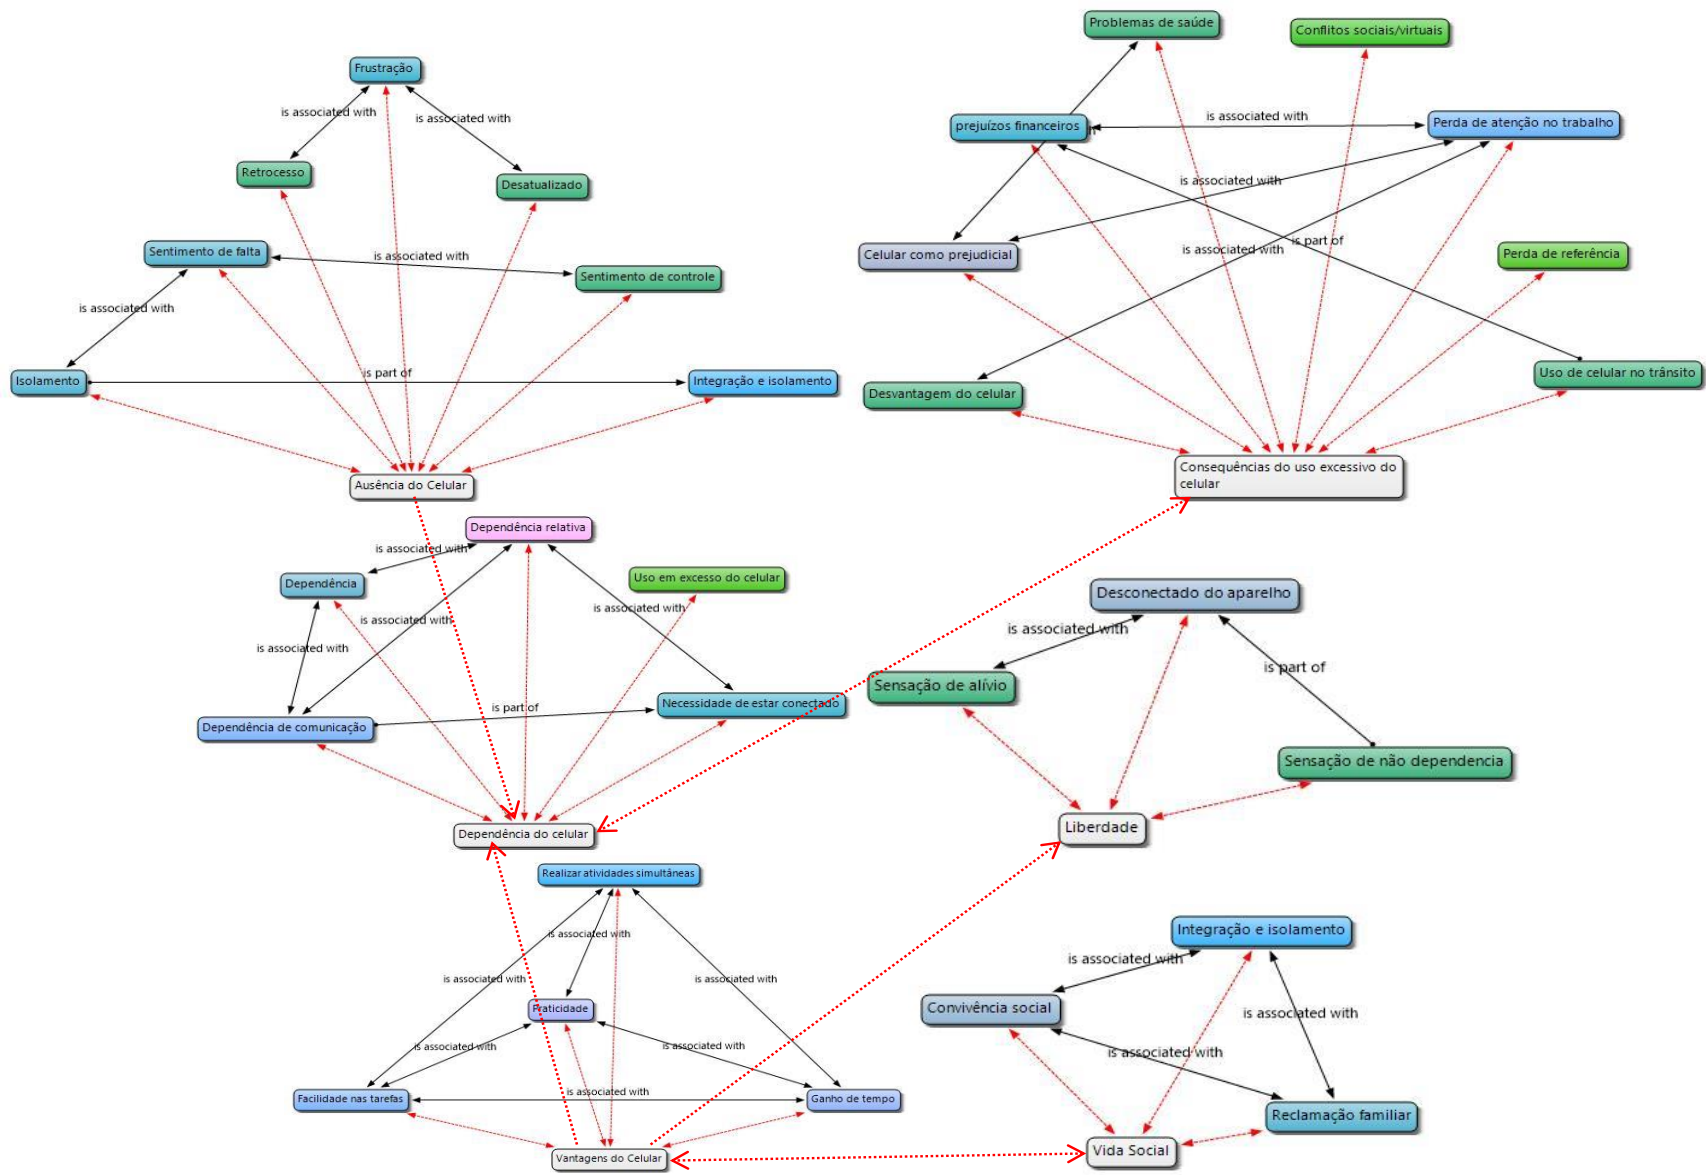 Problemas de saúde
Conflitos sociais/virtuais
Frustração
is associated with
is associated with
prejuízos financeiros
is associated with
Perda de atenção no trabalho
Retrocesso
Desatualizado
is associated with
Sentimento de falta
is associated with
Sentimento de controle
Celular como prejudicial
is associated with
is part of
Perda de referência
is associated with
Isolamento
is part of
Integração e isolamento
Desvantagem do celular
Uso de celular no trânsito
Ausência do Celular
Consequências do uso excessivo do
celular
Dependência relativa
is associated with
Dependência
Uso em excesso do celular
is associated with
is associated with
is associated with
Dependência de comunicação
is part of
Necessidade de estar conectado
Dependência do celular
Desconectado do aparelho
is associated with
is part of
Sensação de alívio
Sensação de não dependencia
Liberdade
Realizar atividades simultâneas
is associated with
is associated with
is associated with
Praticidade
is associated with
is associated with
Facilidade nas tarefas
is associated with
Ganho de tempo
Vantagens do Celular
Integração e isolamento
is associated with
Convivência social
is associated with
is associated with
Reclamação familiar
Vida Social